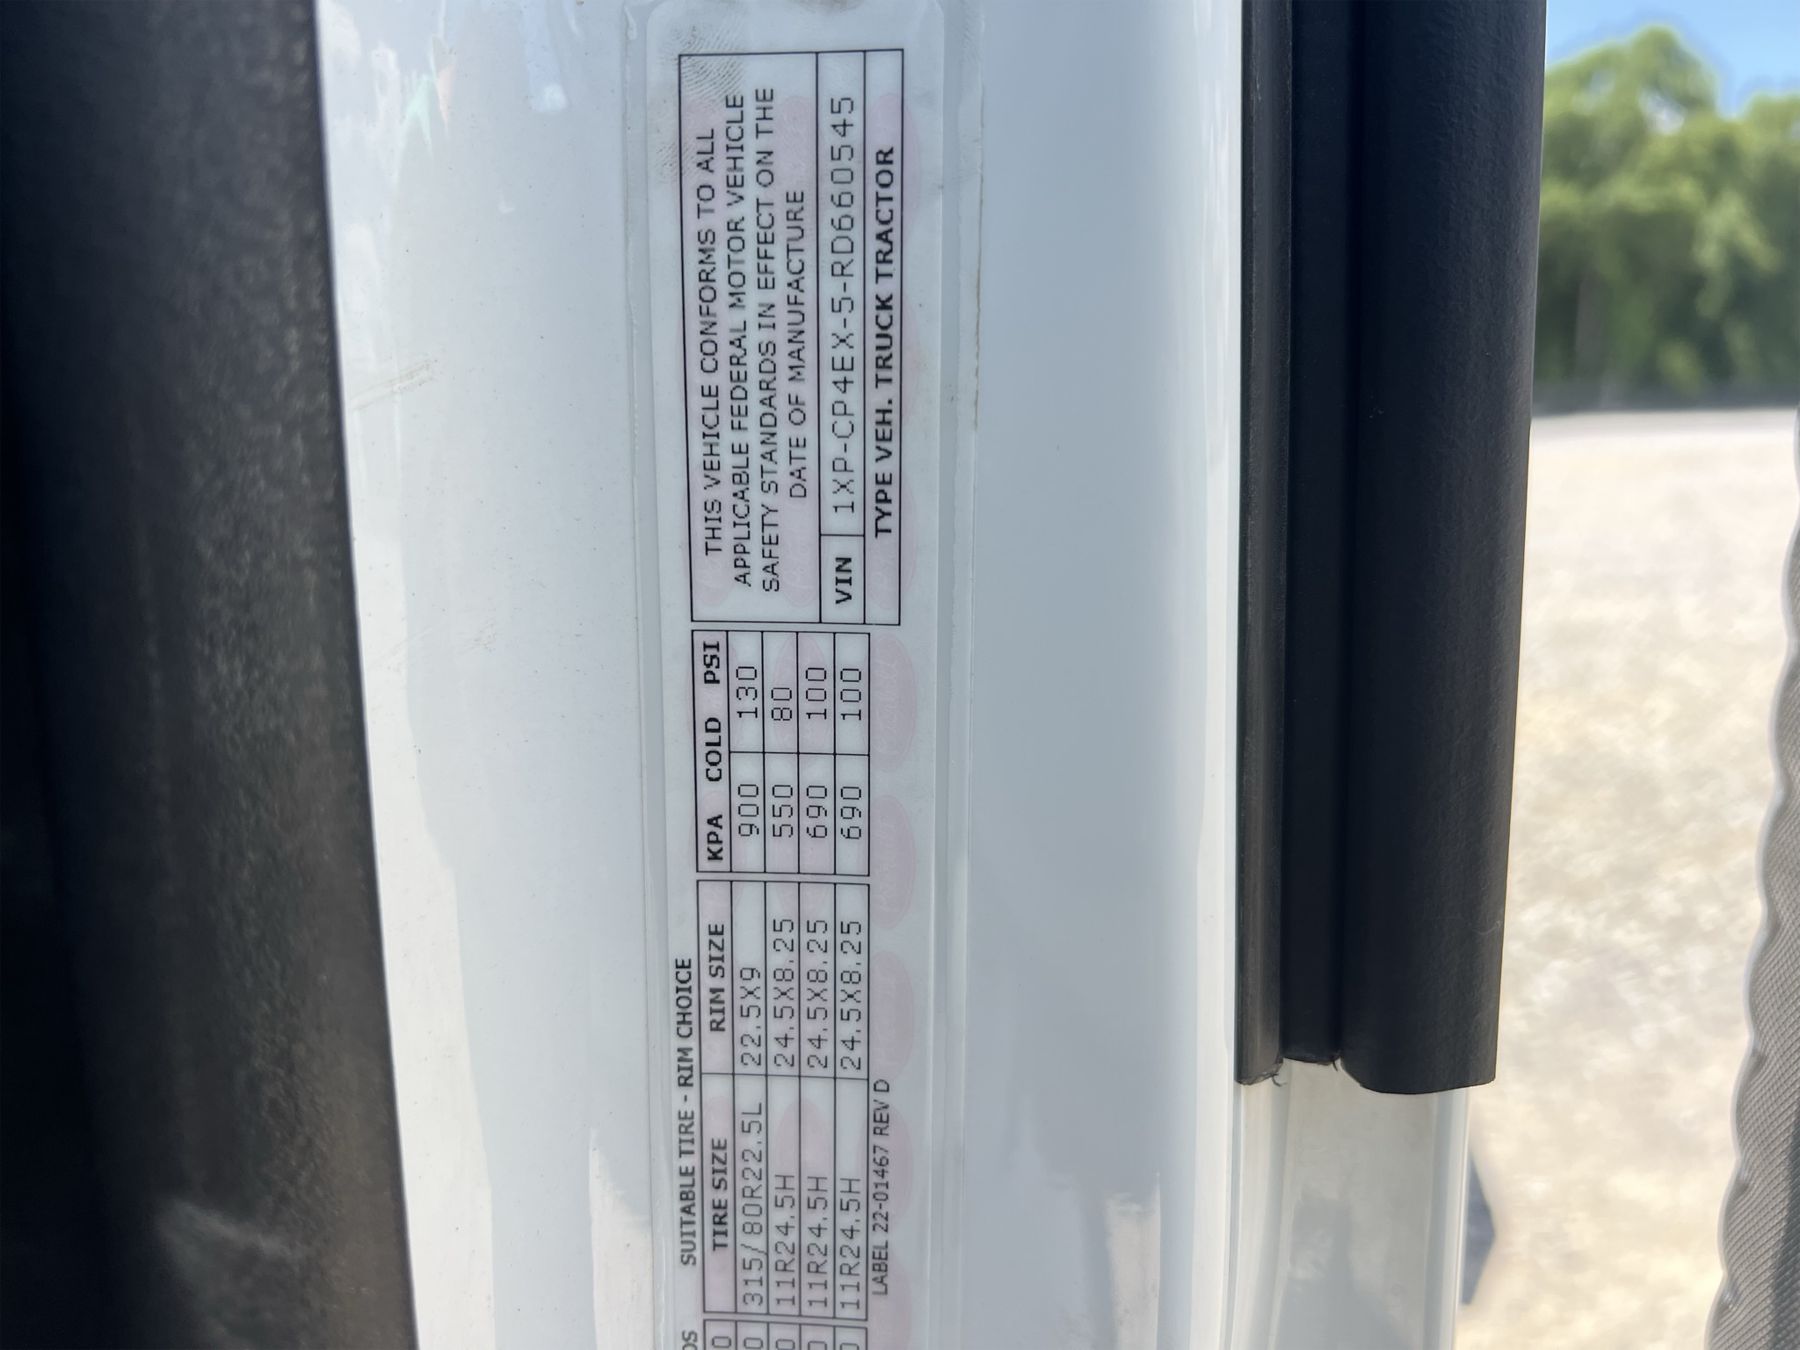 SUITABLE TIRE - RIM CHOICE
TIRE SIZE RIM SIZE KPA COLD PSI
315/80R22.5L 22.5X9 900 130
11R24.5H 24.5X8.25 550 80
11R24.5H 24.5X8.25 690 100
11R24.5H 24.5X8.25 690 100
LABEL 22-01467 REV D
THIS VEHICLE CONFORMS TO ALL
APPLICABLE FEDERAL MOTOR VEHICLE
SAFETY STANDARDS IN EFFECT ON THE
DATE OF MANUFACTURE
VIN 1XP-CP4EX-5-RD660545
TYPE VEH. TRUCK TRACTOR